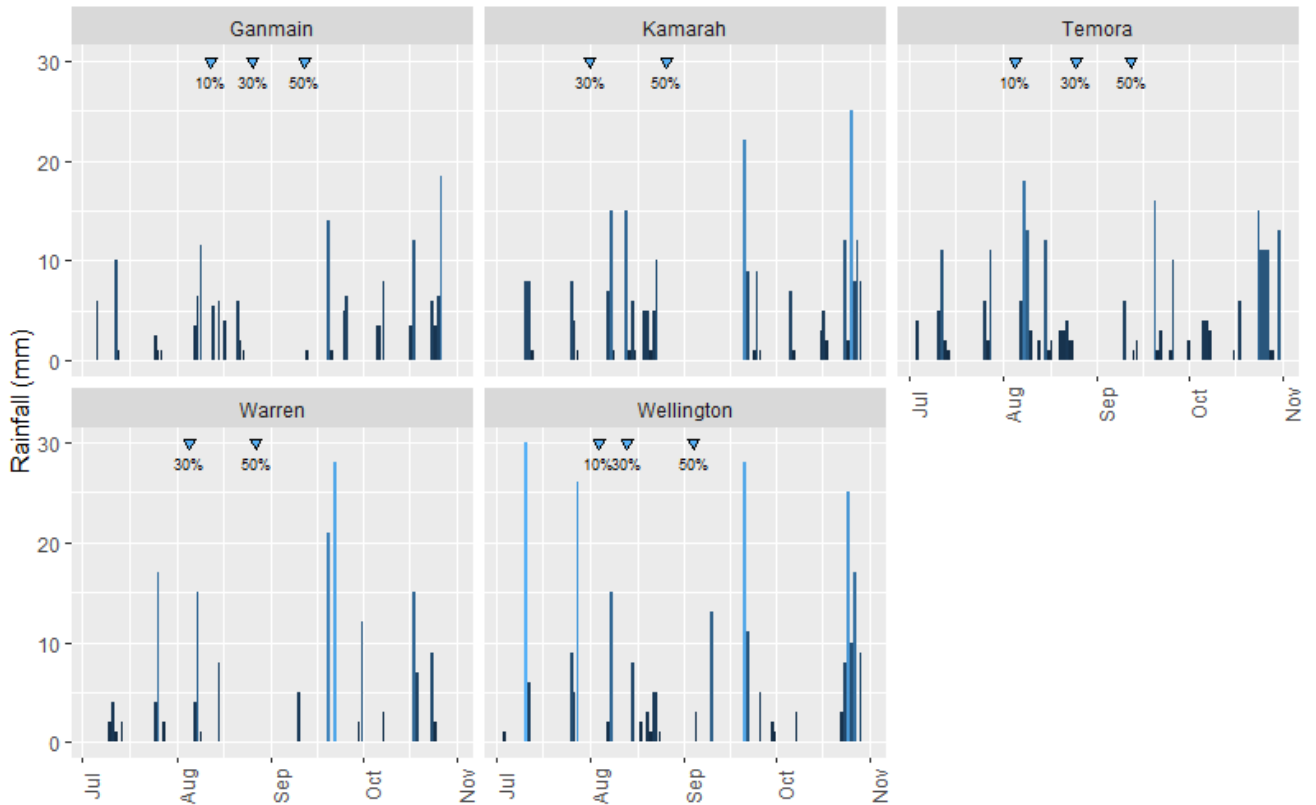 Ganmain
Kamarah
Temora
10% 30% 50%
30% 50%
10% 30% 50%
30
20
10
0
Jul Aug Sep Oct Nov
Warren
Wellington
30% 50%
10% 30% 50%
30
20
10
0
Jul Aug Sep Oct Nov
Jul Aug Sep Oct Nov
Rainfall (mm)